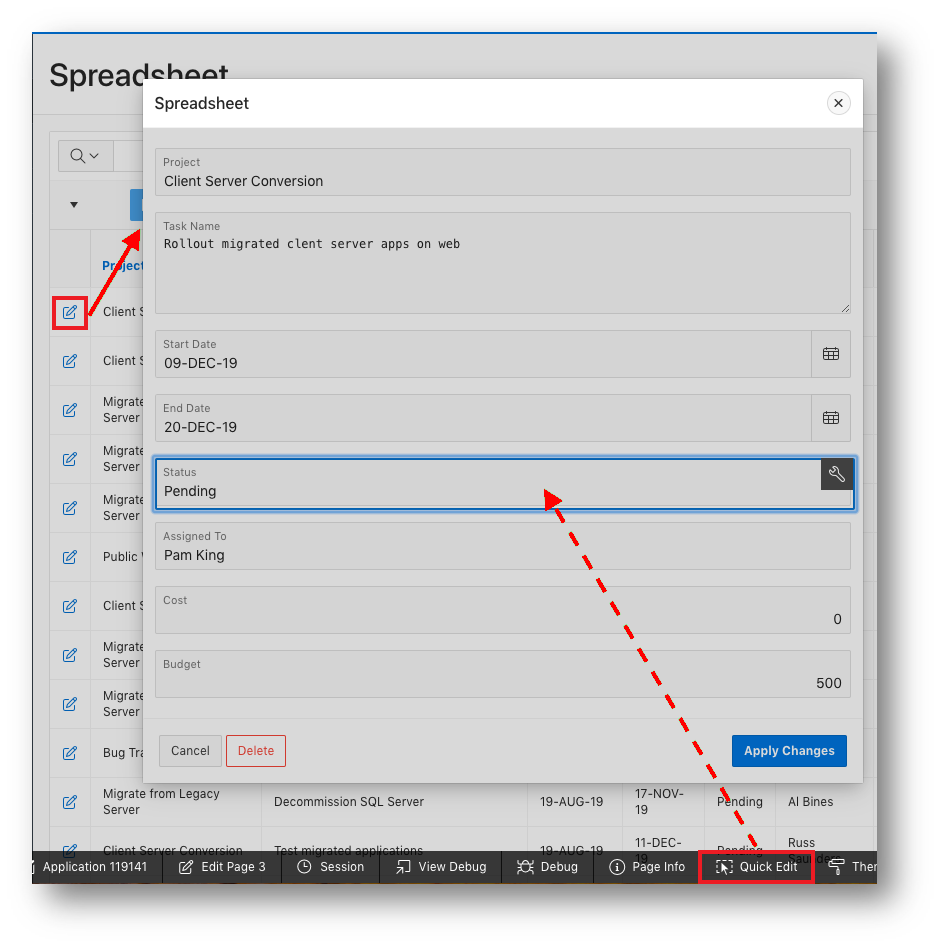 Spreadsheet
Spreadsheet
Project
Client Server Conversion
Task Name
Rollout migrated clent server apps on web
Start Date
09-DEC-19
End Date
20-DEC-19
Status
Pending
Assigned To
Pam King
Cost
0
Budget
500
Cancel
Delete
Apply Changes
Project
Client S
Client S
Migrate
Server
Migrate
Server
Migrate
Server
Public
Client S
Migrate
Server
Migrate
Server
Bug Tra
Migrate from Legacy
Server
Decommission SQL Server
19-AUG-19
17-NOV-
19
Pending
Al Bines
Client Server Conversion
Test migrated applications
19-AUG-19
11-DEC-
19
Pending
Russ
Saunders
Application 119141
Edit Page 3
Session
View Debug
Debug
Page Info
Quick Edit
Ther